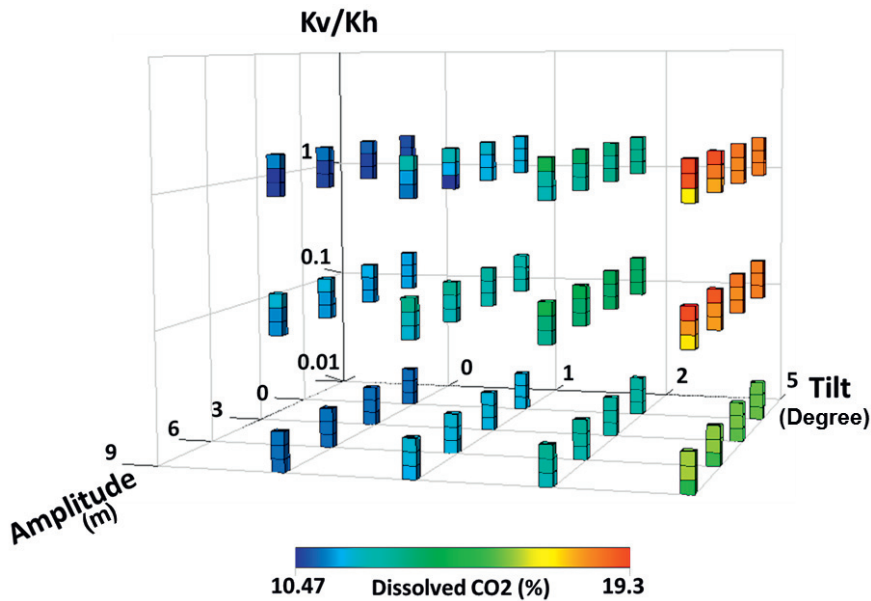 Kv/Kh
1
0.1
0.01
0
1
2
5
Tilt
(Degree)
0
3
6
9
Amplitude
(m)
10.47 Dissolved CO2 (%) 19.3